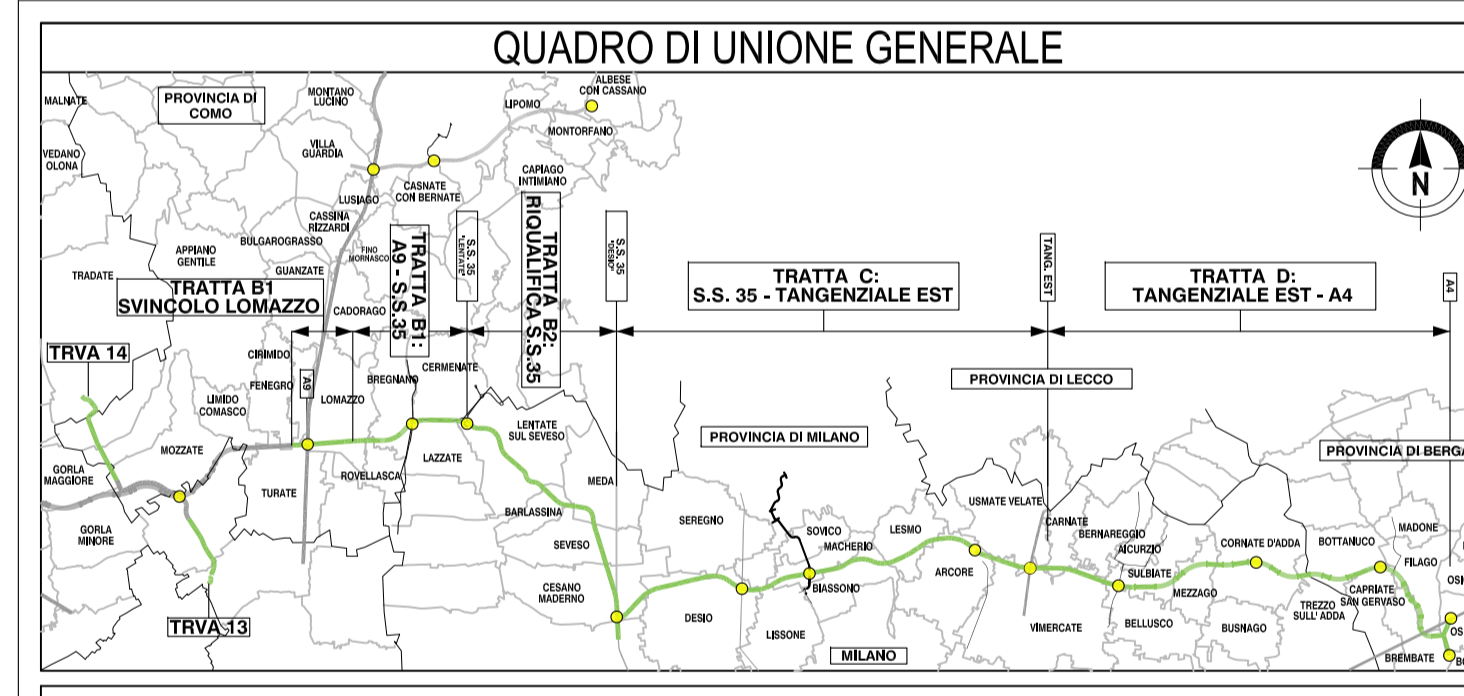 QUADRO DI UNIONE GENERALE
MALNATE
PROVINCIA DI
COMO
MONTANO
LUCINO
LIPOMO
ALBESE
CON CASSANO
MONTORFANO
VEDANO
OLONA
VILLA
GUARDIA
CAPIAGO
INTIMIANO
N
LUSIAGO
CASNATE
CON BERNATE
CASSINA
RIZZARDI
BULGAROGRASSO
APPIANO
GENTILE
FINO
MORNASCO
TRADATE
GUANZATE
TRATTA B1
SVINCOLO LOMAZZO
CADORAGO
TRATTA B1:
A9 - S.S.35
S.S. 35
"LENTATE"
TRATTA B2:
RIQUALIFICA S.S.35
S.S. 35
"DESIO"
TRATTA C:
S.S. 35 - TANGENZIALE EST
TANG. EST
TRATTA D:
TANGENZIALE EST - A4
A4
TRVA 14
CIRIMIDO
FENEGRO
A9
LIMIDO
COMASCO
LOMAZZO
BREGNANO
CERMENATE
PROVINCIA DI LECCO
LENTATE
SUL SEVESO
PROVINCIA DI MILANO
PROVINCIA DI BERGA
MOZZATE
GORLA
MAGGIORE
TURATE
ROVELLASCA
LAZZATE
MEDA
USMATE VELATE
GORLA
MINORE
BARLASSINA
SEREGNO
SOVICO
MACHERIO
LESMO
CARNATE
BERNAREGGIO
AICURZIO
CORNATE D'ADDA
BOTTANUCO
MADONE
FILAGO
SEVESO
CESANO
MADERNO
BIASSONO
ARCORE
SULBIATE
MEZZAGO
CAPRIATE
SAN GERVASO
OSI
TREZZO
SULL' ADDA
DESIO
LISSONE
VIMERCATE
BELLUSCO
BUSNAGO
OS
TRVA 13
MILANO
BREMBATE